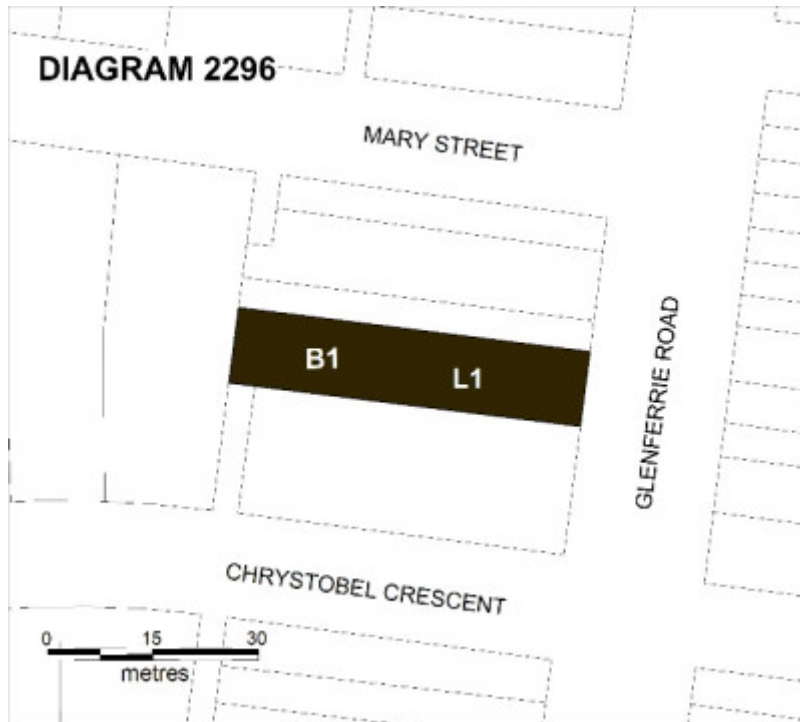 DIAGRAM 2296
MARY STREET
B1
L1
GLENFERRIE ROAD
CHRYSTOBEL CRESCENT
0 15 30
metres